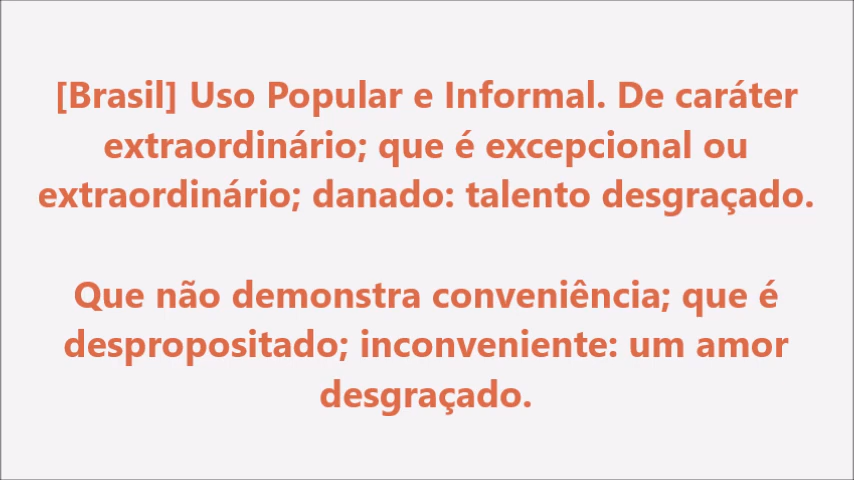 [Brasil] Uso Popular e Informal. De caráter
extraordinário; que é excepcional ou
extraordinário; danado: talento desgraçado.
Que não demonstra conveniência; que é
despropositado; inconveniente: um amor
desgraçado.